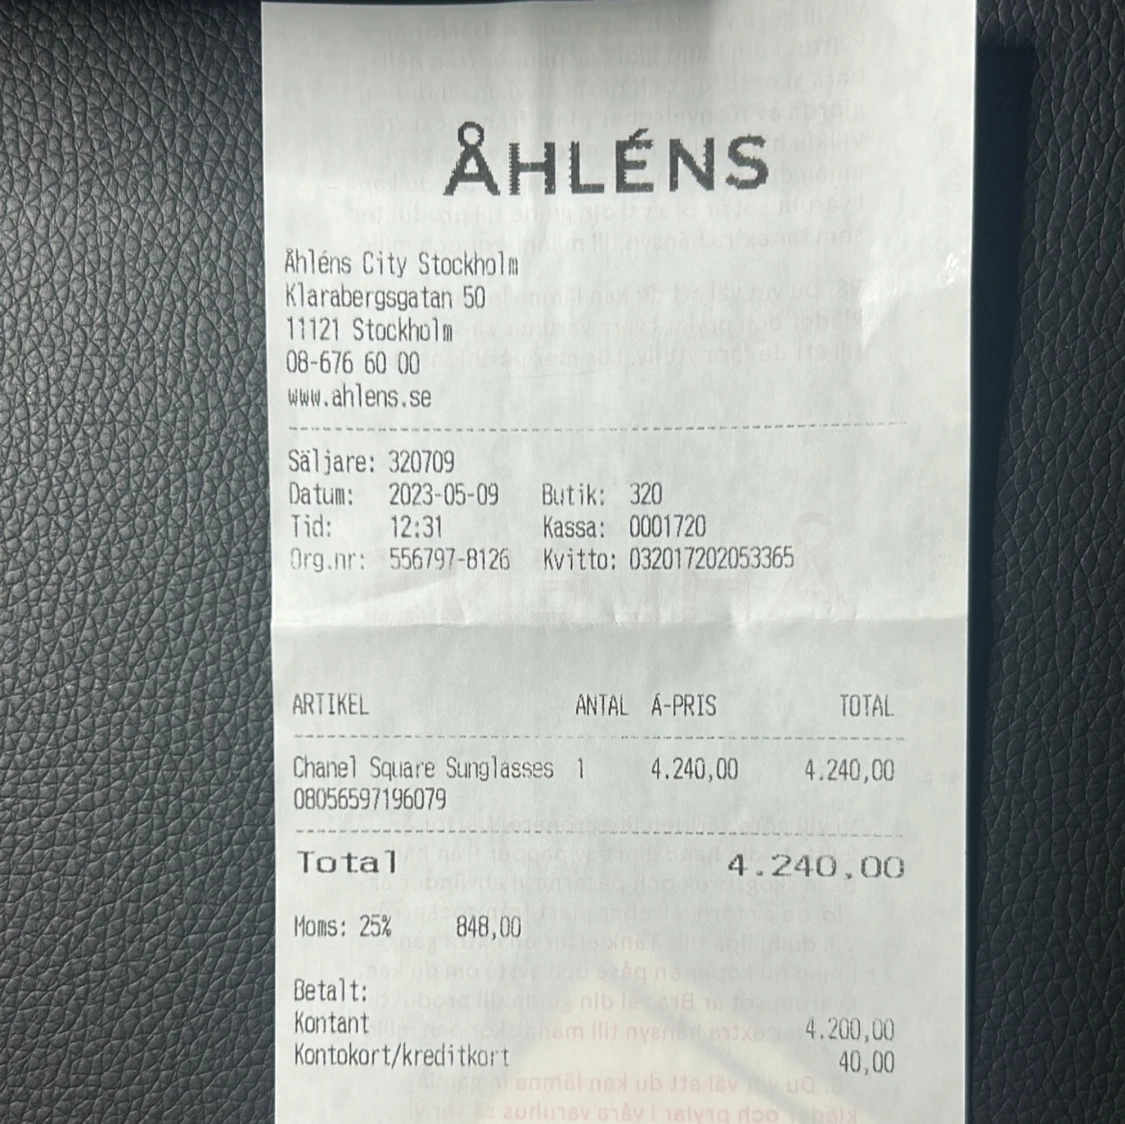 ÅHLÉNS
Åhléns City Stockholm
Klarabergsgatan 50
11121 Stockholm
08-676 60 00
www.ahlens.se
Säljare: 320709
Datum: 2023-05-09 Butik: 320
Tid: 12:31 Kassa: 0001720
Org.nr: 556797-8126 Kvitto: 032017202053365
ARTIKEL ANTAL Á-PRIS TOTAL
Chanel Square Sunglasses 1 4.240,00 4.240,00
08056597196079
Total 4.240,00
Moms: 25% 848,00
Betalt:
Kontant 4.200,00
Kontokort/kreditkort 40,00